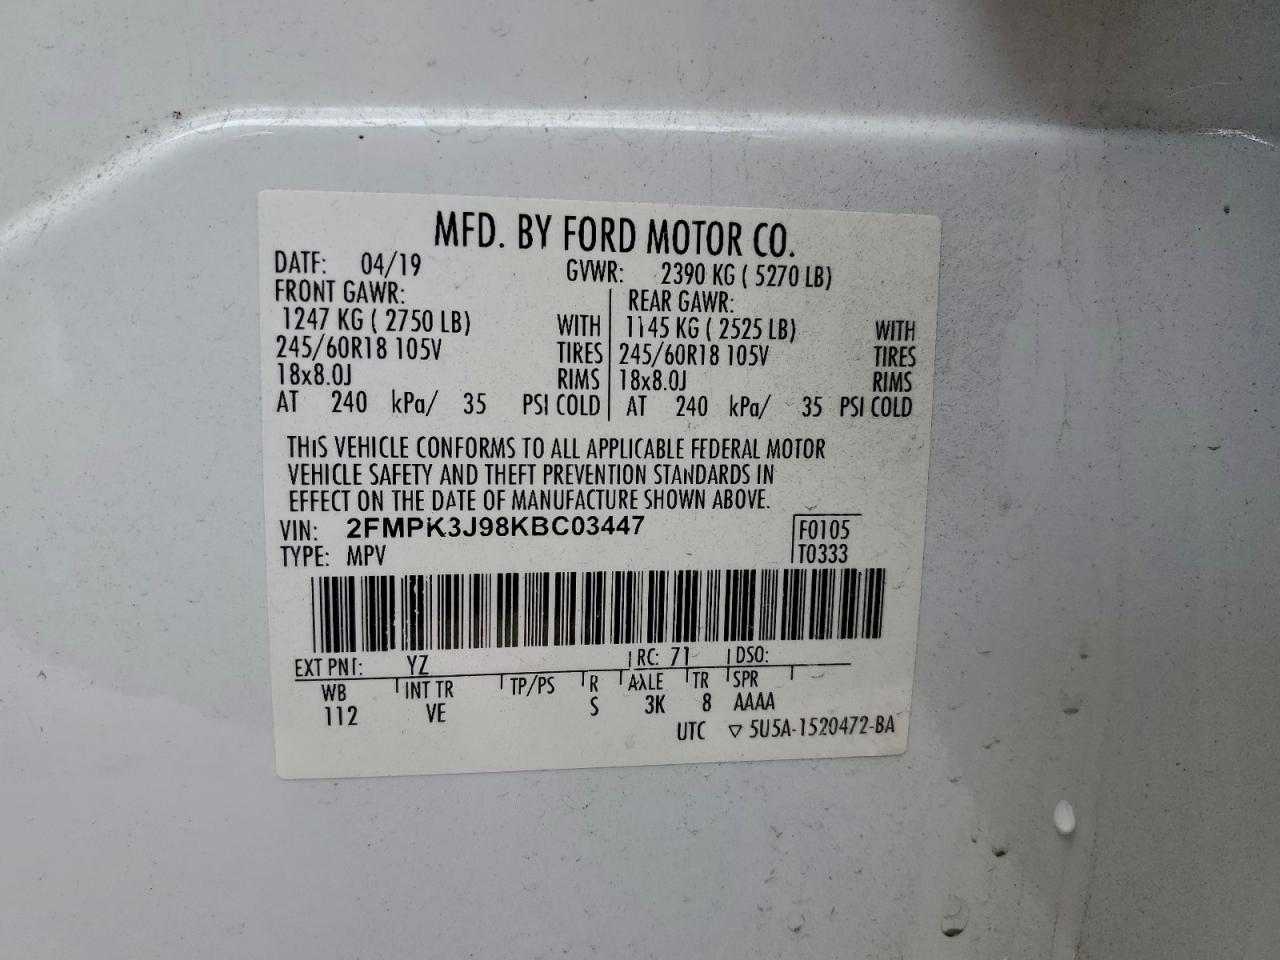 MFD. BY FORD MOTOR CO.
DATE: 04/19 GVWR: 2390 KG ( 5270 LB)
FRONT GAWR: REAR GAWR:
1247 KG ( 2750 LB) WITH 1145 KG ( 2525 LB) WITH
245/60R18 105V TIRES 245/60R18 105V TIRES
18x8.0J RIMS 18x8.0J RIMS
AT 240 kPa/ 35 PSI COLD AT 240 kPa/ 35 PSI COLD
THIS VEHICLE CONFORMS TO ALL APPLICABLE FEDERAL MOTOR
VEHICLE SAFETY AND THEFT PREVENTION STANDARDS IN
EFFECT ON THE DATE OF MANUFACTURE SHOWN ABOVE.
VIN: 2FMPK3J98KBC03447 F0105
TYPE: MPV T0333
EXT PNT: YZ RC: 71 DSO:
WB INT TR TP/PS R AXLE TR SPR
112 VE S 3K 8 AAAA
UTC ▽ 5U5A-1520472-BA